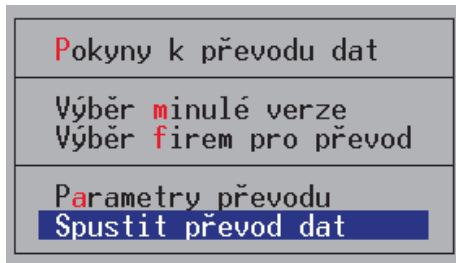 Pokyny k převodu dat
Výběr minulé verze
Výběr firem pro převod
Parametry převodu
Spustit převod dat